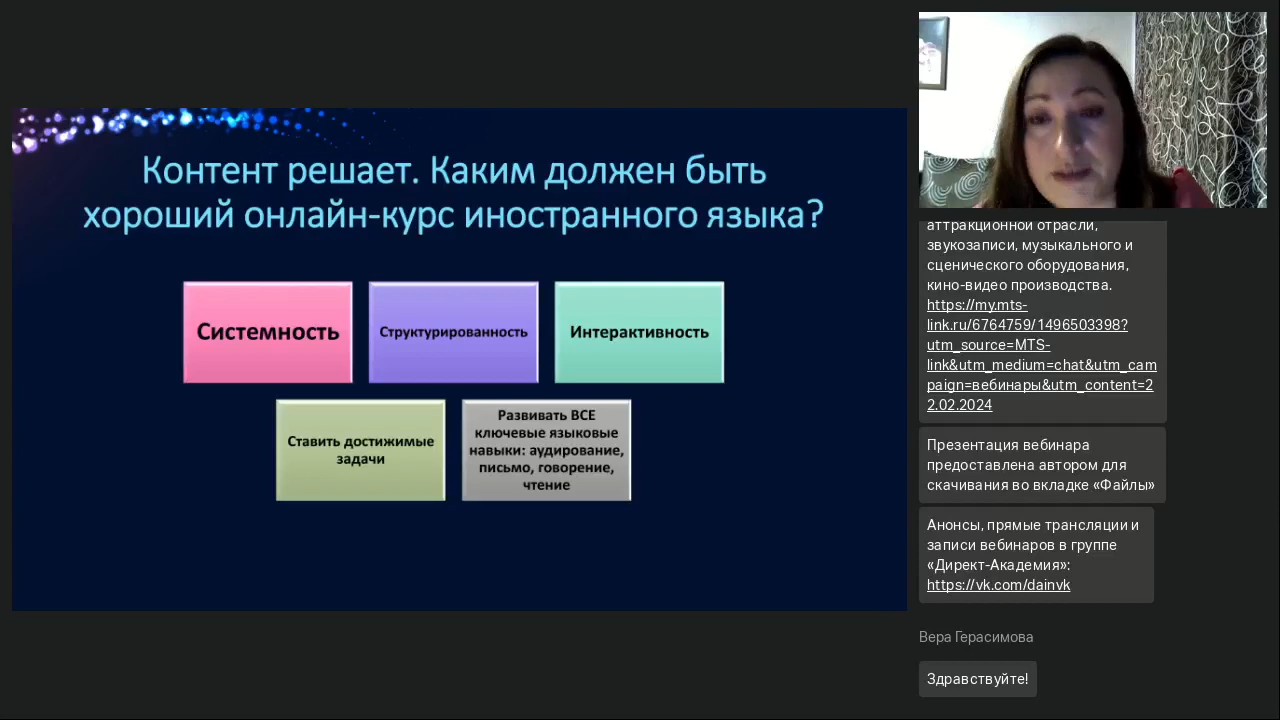 Контент решает. Каким должен быть
хороший онлайн-курс иностранного языка?
Системность
Структурированность
Интерактивность
Ставить достижимые
задачи
Развивать ВСЕ
ключевые языковые
навыки: аудирование,
письмо, говорение,
чтение
аттракционной отрасли,
звукозаписи, музыкального и
сценического оборудования,
кино-видео производства.
https://my.mts-
link.ru/6764759/1496503398?
utm_source=MTS-
link&utm_medium=chat&utm_cam
paign=вебинары&utm_content=2
2.02.2024
Презентация вебинара
предоставлена автором для
скачивания во вкладке «Файлы»
Анонсы, прямые трансляции и
записи вебинаров в группе
«Директ-Академия»:
https://vk.com/dainvk
Вера Герасимова
Здравствуйте!